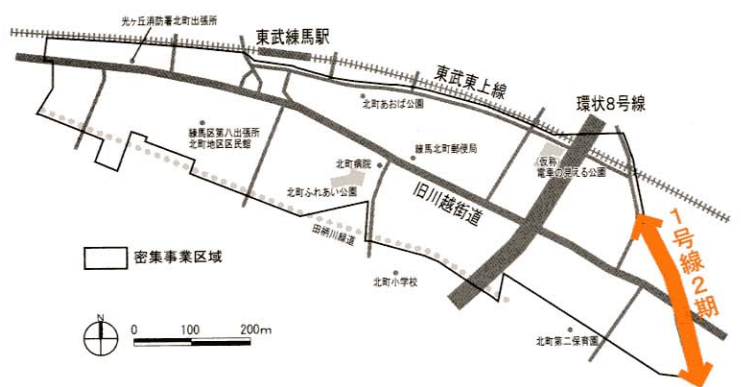 光ヶ丘消防署北町出張所
東武練馬駅
東武東上線
環状8号線
北町あおば公園
練馬区第八出張所
北町地区区民館
練馬北町郵便局
北町病院
(仮称)
電車の見える公園
北町ふれあい公園
旧川越街道
田柄川緑道
1号線2期
密集事業区域
北町小学校
N
0 100 200m
北町第二保育園